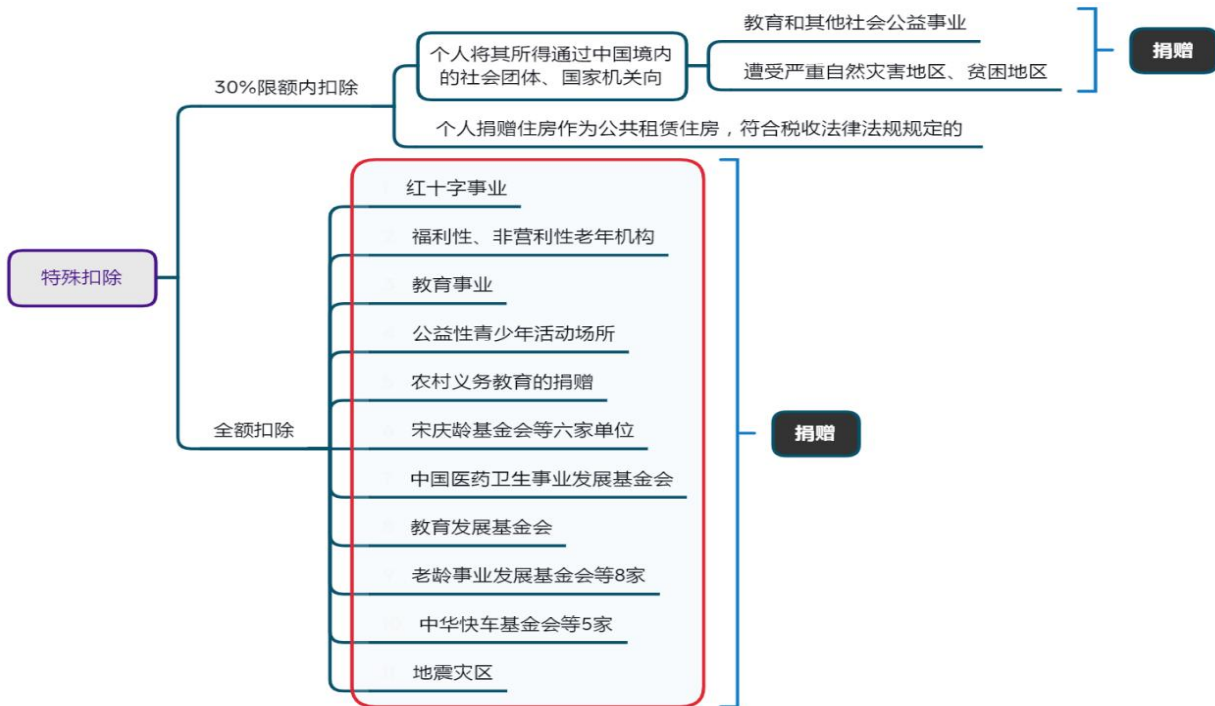 特殊扣除
30%限额内扣除
个人将其所得通过中国境内
的社会团体、国家机关向
教育和其他社会公益事业
遭受严重自然灾害地区、贫困地区
捐赠
个人捐赠住房作为公共租赁住房，符合税收法律法规规定的
全额扣除
红十字事业
福利性、非营利性老年机构
教育事业
公益性青少年活动场所
农村义务教育的捐赠
宋庆龄基金会等六家单位
中国医药卫生事业发展基金会
教育发展基金会
老龄事业发展基金会等8家
中华快车基金会等5家
地震灾区
捐赠